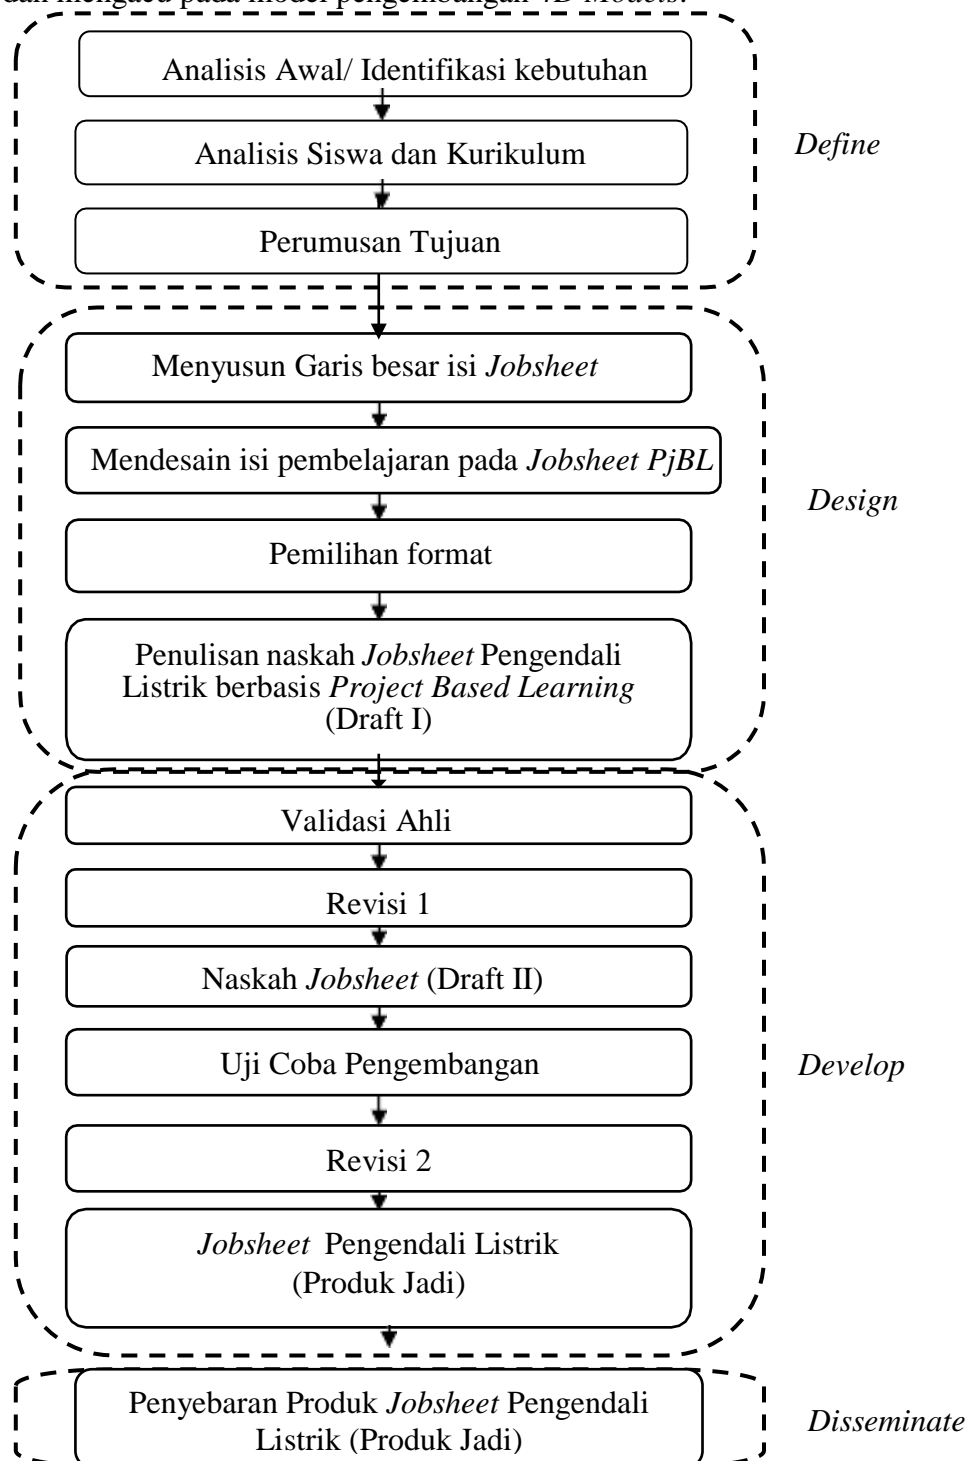 dan mengacu pada model pengembangan 4D Models.
Analisis Awal/ Identifikasi kebutuhan
Analisis Siswa dan Kurikulum
Define
Perumusan Tujuan
Menyusun Garis besar isi Jobsheet
Mendesain isi pembelajaran pada Jobsheet PjBL
Design
Pemilihan format
Penulisan naskah Jobsheet Pengendali
Listrik berbasis Project Based Learning
(Draft I)
Validasi Ahli
Revisi 1
Naskah Jobsheet (Draft II)
Uji Coba Pengembangan
Develop
Revisi 2
Jobsheet Pengendali Listrik
(Produk Jadi)
Penyebaran Produk Jobsheet Pengendali
Listrik (Produk Jadi)
Disseminate